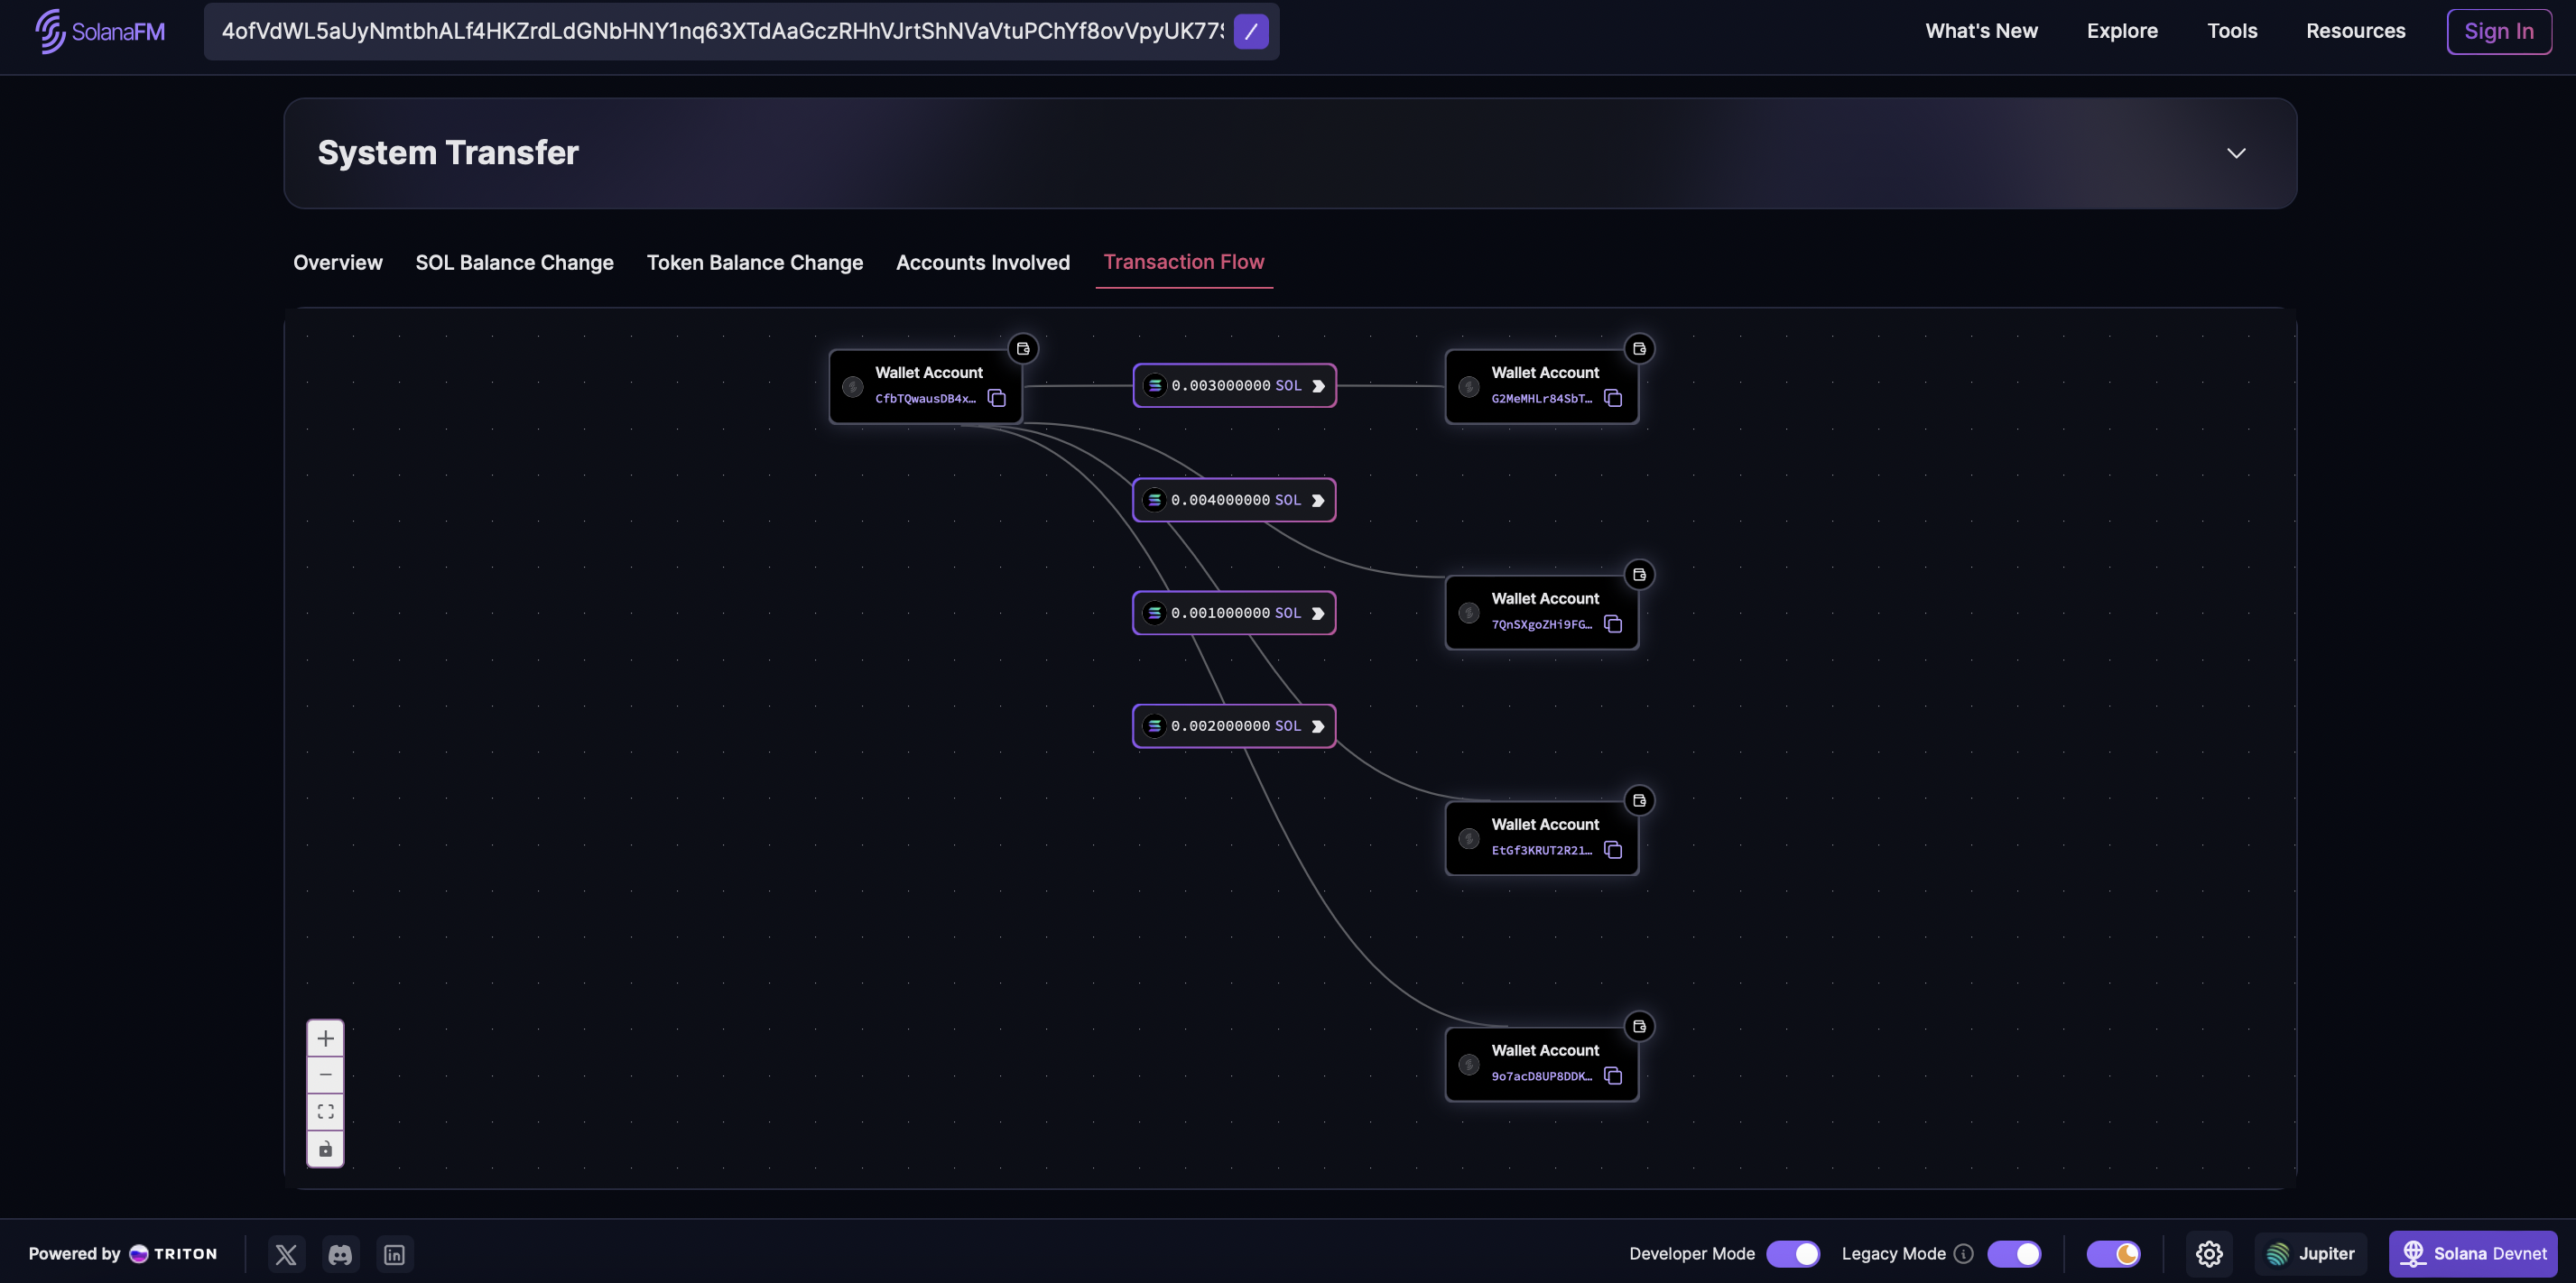 SolanaFM
4ofVdWL5aUyNmtbhALf4HKZrdLdGNbHNY1nq63XTdAaGczRHhVJrtShNVaVtuPChYf8ovVpyUK779
/
What's New
Explore
Tools
Resources
Sign In
System Transfer
Overview
SOL Balance Change
Token Balance Change
Accounts Involved
Transaction Flow
Wallet Account
CfbTQwausDB4x…
0.003000000 SOL
Wallet Account
G2MeMHLr84SbT…
0.004000000 SOL
Wallet Account
7QnSXgoZHi9FG…
0.001000000 SOL
0.002000000 SOL
Wallet Account
EtGf3KRUT2R21…
Wallet Account
9o7acD8UP8DDK…
Powered by TRITON
Developer Mode
Legacy Mode
Jupiter
Solana Devnet